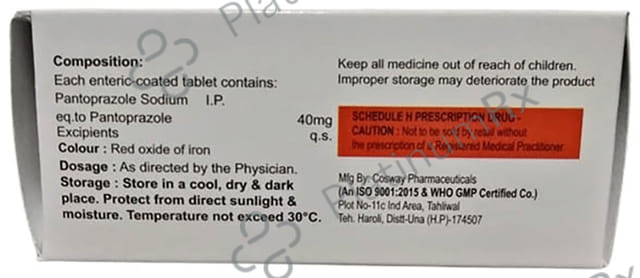 Composition:
Each enteric-coated tablet contains:
Pantoprazole Sodium I.P.
eq.to Pantoprazole 40mg
Excipients q.s.
Colour : Red oxide of iron
Dosage : As directed by the Physician.
Storage : Store in a cool, dry & dark
place. Protect from direct sunlight &
moisture. Temperature not exceed 30°C.
Keep all medicine out of reach of children.
Improper storage may deteriorate the product
SCHEDULE H PRESCRIPTION DRUG -
CAUTION : Not to be sold by retail without
the prescription of a Registered Medical Practitioner
Mfg By: Cosway Pharmaceuticals
(An ISO 9001:2015 & WHO GMP Certified Co.)
Plot No-11c Ind Area, Tahliwal
Teh. Haroli, Distt-Una (H.P)-174507
PlatinumRx